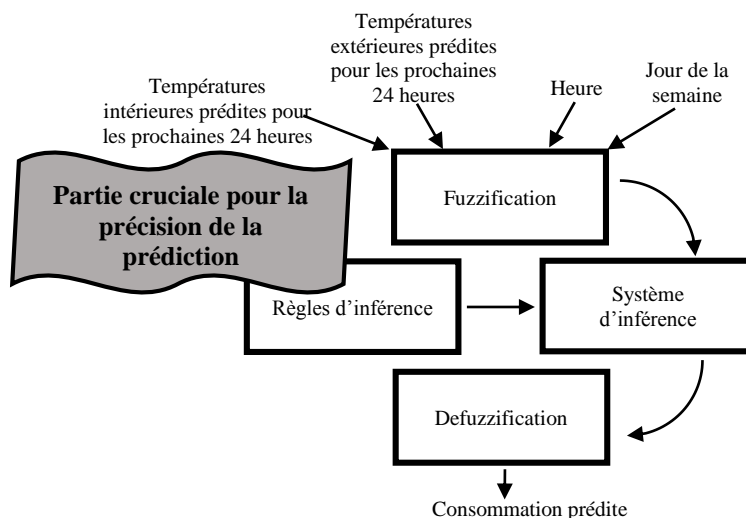 Températures
extérieures prédites
pour les prochaines
24 heures
Températures
intérieures prédites pour
les prochaines 24 heures
Heure
Jour de la
semaine
Partie cruciale pour la
précision de la
prédiction
Fuzzification
Règles d’inférence
Système
d’inférence
Defuzzification
Consommation prédite